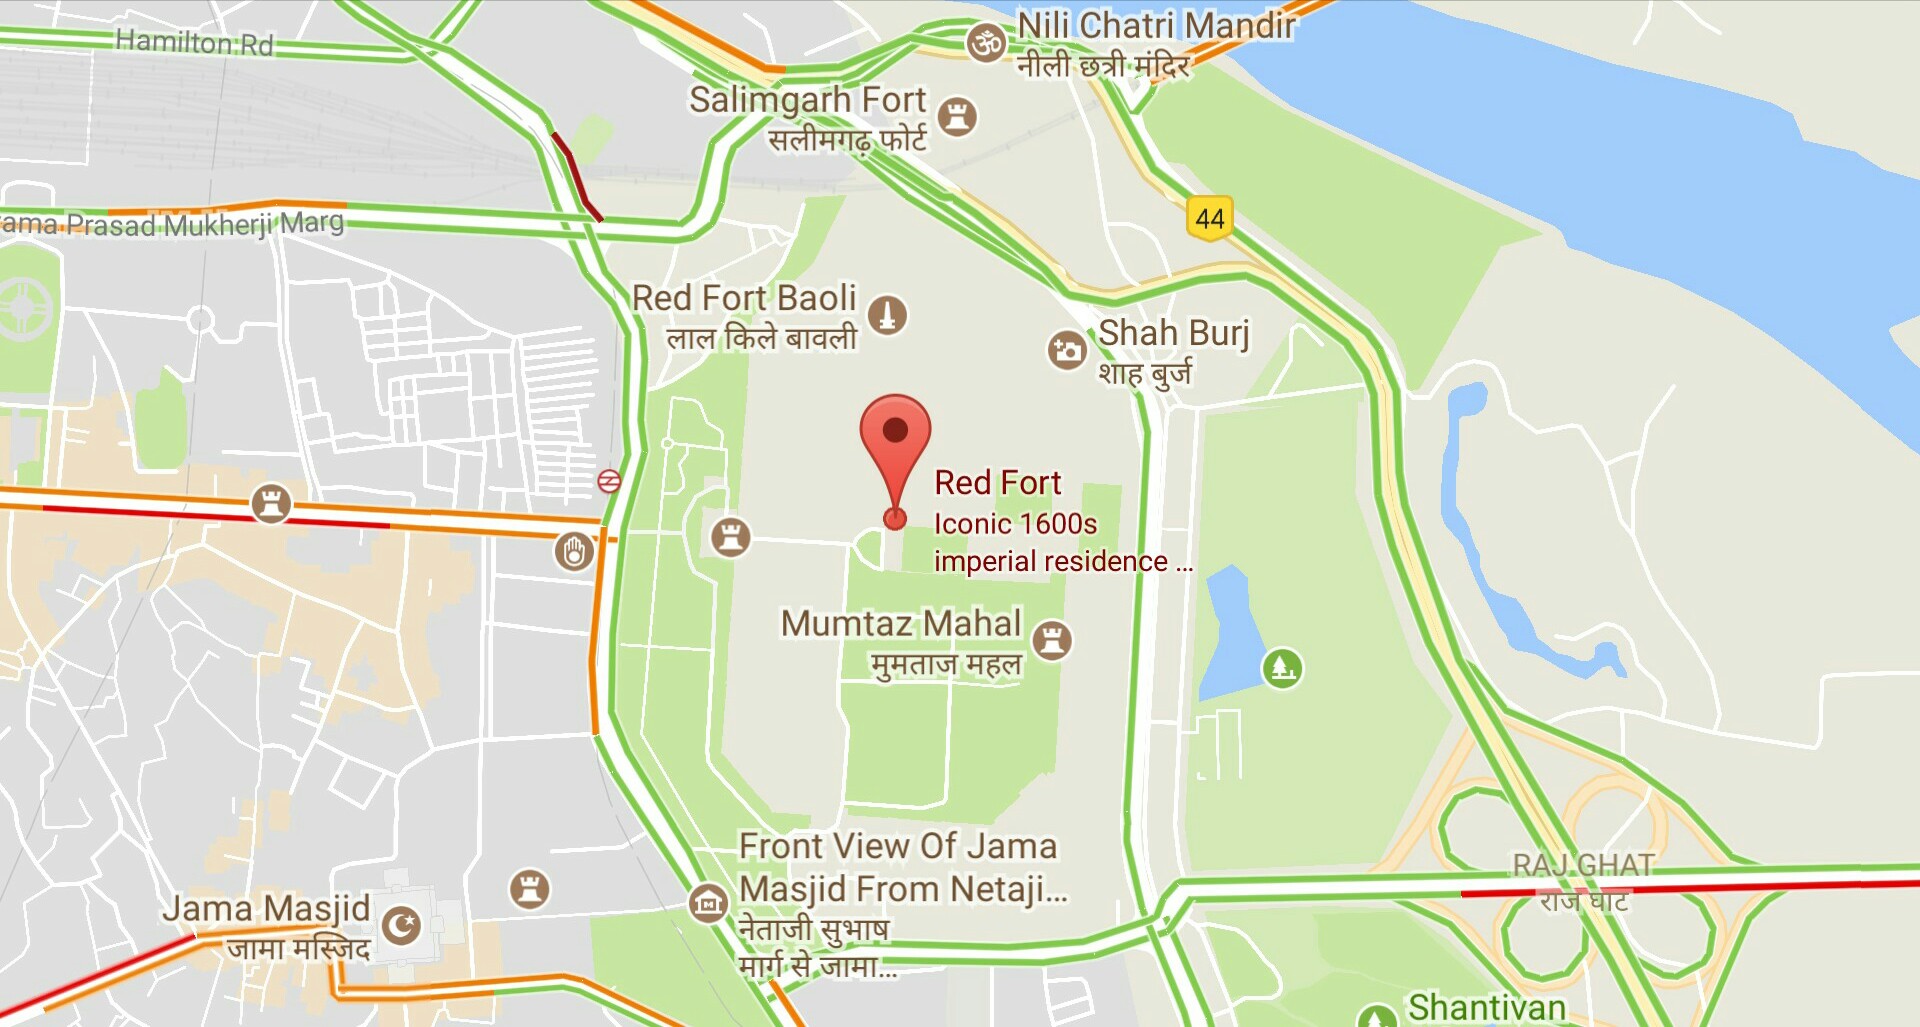 Hamilton Rd
Nili Chatri Mandir
नीली छत्री मंदिर
Salimgarh Fort
सलीमगढ़ फोर्ट
44
Prasad Mukherji Marg
Red Fort Baoli
लाल किले बावली
Shah Burj
शाह बुर्ज
Red Fort
Iconic 1600s
imperial residence ...
Mumtaz Mahal
मुमताज महल
Front View Of Jama
Masjid From Netaji...
नेताजी सुभाष
मार्ग से जामा...
RAJ GHAT
राज घाट
Jama Masjid
जामा मस्जिद
Shantivan